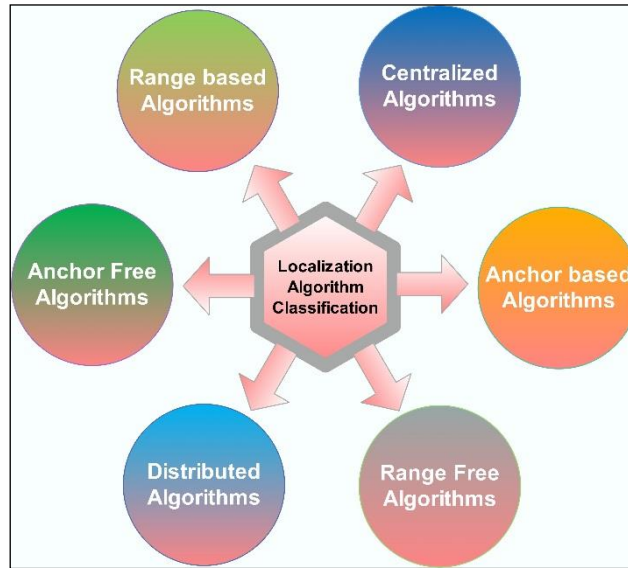 Range based
Algorithms
Centralized
Algorithms
Anchor Free
Algorithms
Localization
Algorithm
Classification
Anchor based
Algorithms
Distributed
Algorithms
Range Free
Algorithms